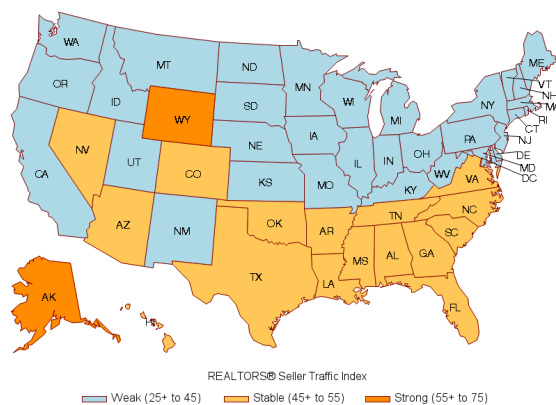 WA
ME
MT
ND
VT
MN
OR
NH
ID
WI
SD
NY
MI
RI
WY
CT
IA
PA
NJ
NE
NV
OH
DE
IL
IN
UT
MD
CO
WV
CA
VA
DC
KS
MO
KY
NC
TN
OK
AZ
NM
AR
SC
MS
AL
GA
TX
LA
AK
FL
REALTORS® Seller Traffic Index
Weak (25+ to 45)
Stable (45+ to 55)
Strong (55+ to 75)